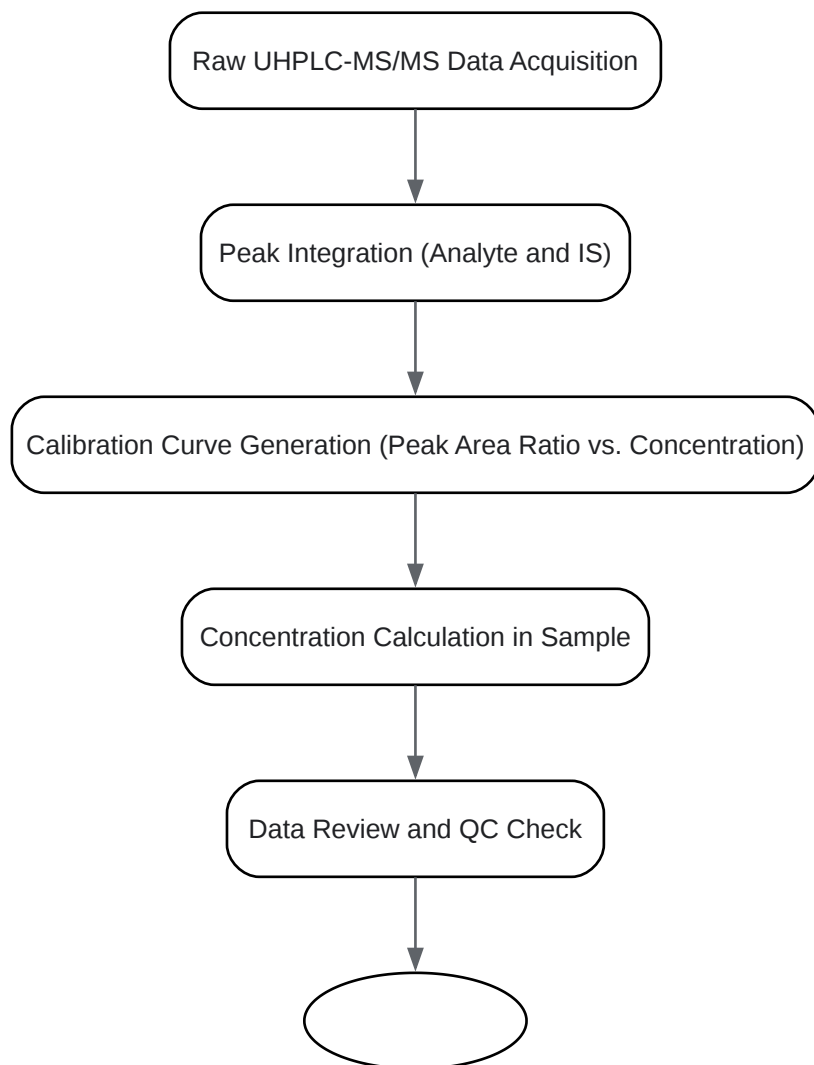 Raw UHPLC-MS/MS Data Acquisition
Peak Integration (Analyte and IS)
Calibration Curve Generation (Peak Area Ratio vs. Concentration)
Concentration Calculation in Sample
Data Review and QC Check